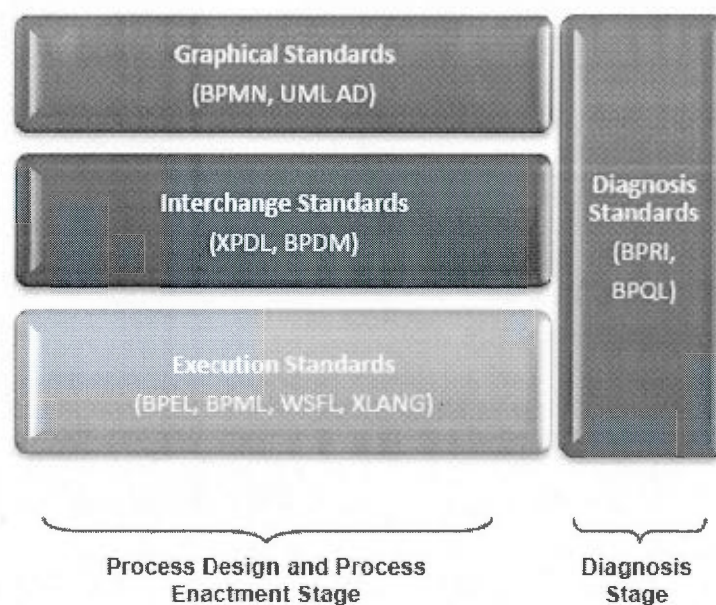 Graphical Standards
(BPMN, UML AD)
Interchange Standards
(XPDL, BPDM)
Execution Standards
(BPEL, BPML, WSFL, XLANG)
Diagnosis
Standards
(BPRI,
BPQL)
Process Design and Process
Enactment Stage
Diagnosis
Stage